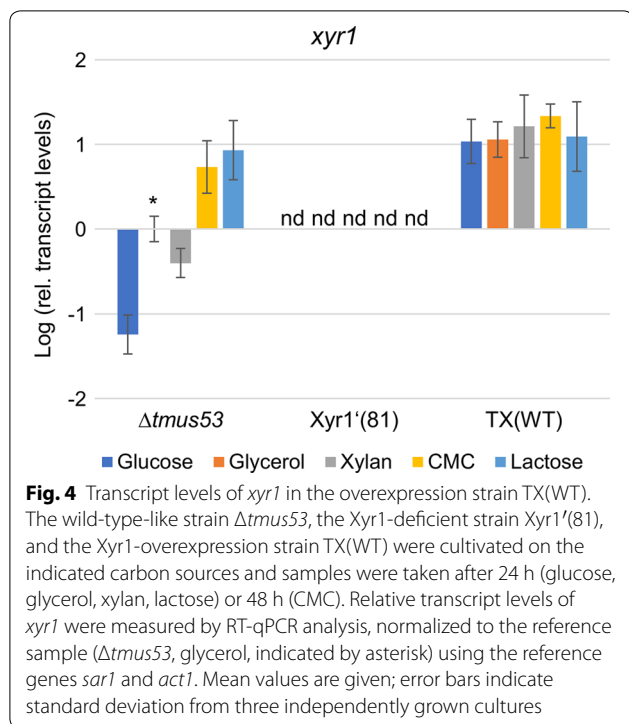 xyr1
2
1
0
-1
-2
Log (rel. transcript levels)
*
nd nd nd nd nd
Δtmus53 Xyr1‘(81) TX(WT)
Glucose Glycerol Xylan CMC Lactose
Fig. 4 Transcript levels of xyr1 in the overexpression strain TX(WT).
The wild-type-like strain Δtmus53, the Xyr1-deficient strain Xyr1′(81),
and the Xyr1-overexpression strain TX(WT) were cultivated on the
indicated carbon sources and samples were taken after 24 h (glucose,
glycerol, xylan, lactose) or 48 h (CMC). Relative transcript levels of
xyr1 were measured by RT-qPCR analysis, normalized to the reference
sample (Δtmus53, glycerol, indicated by asterisk) using the reference
genes sar1 and act1. Mean values are given; error bars indicate
standard deviation from three independently grown cultures